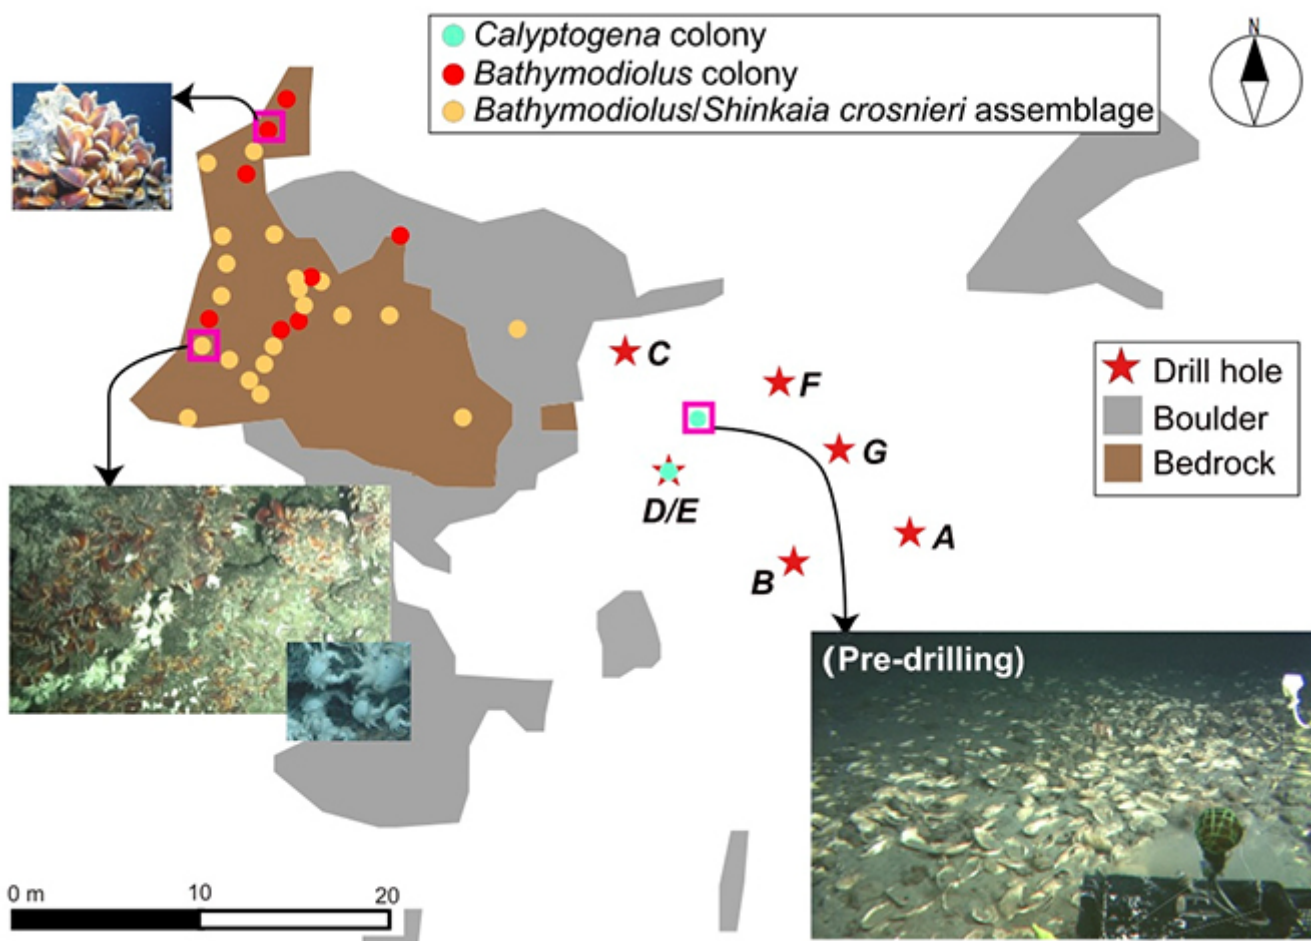 Calyptogena colony
Bathymodiolus colony
Bathymodiolus/Shinkaia crosnieri assemblage
N
C
F
Drill hole
Boulder
Bedrock
G
D/E
A
B
(Pre-drilling)
0 m 10 20